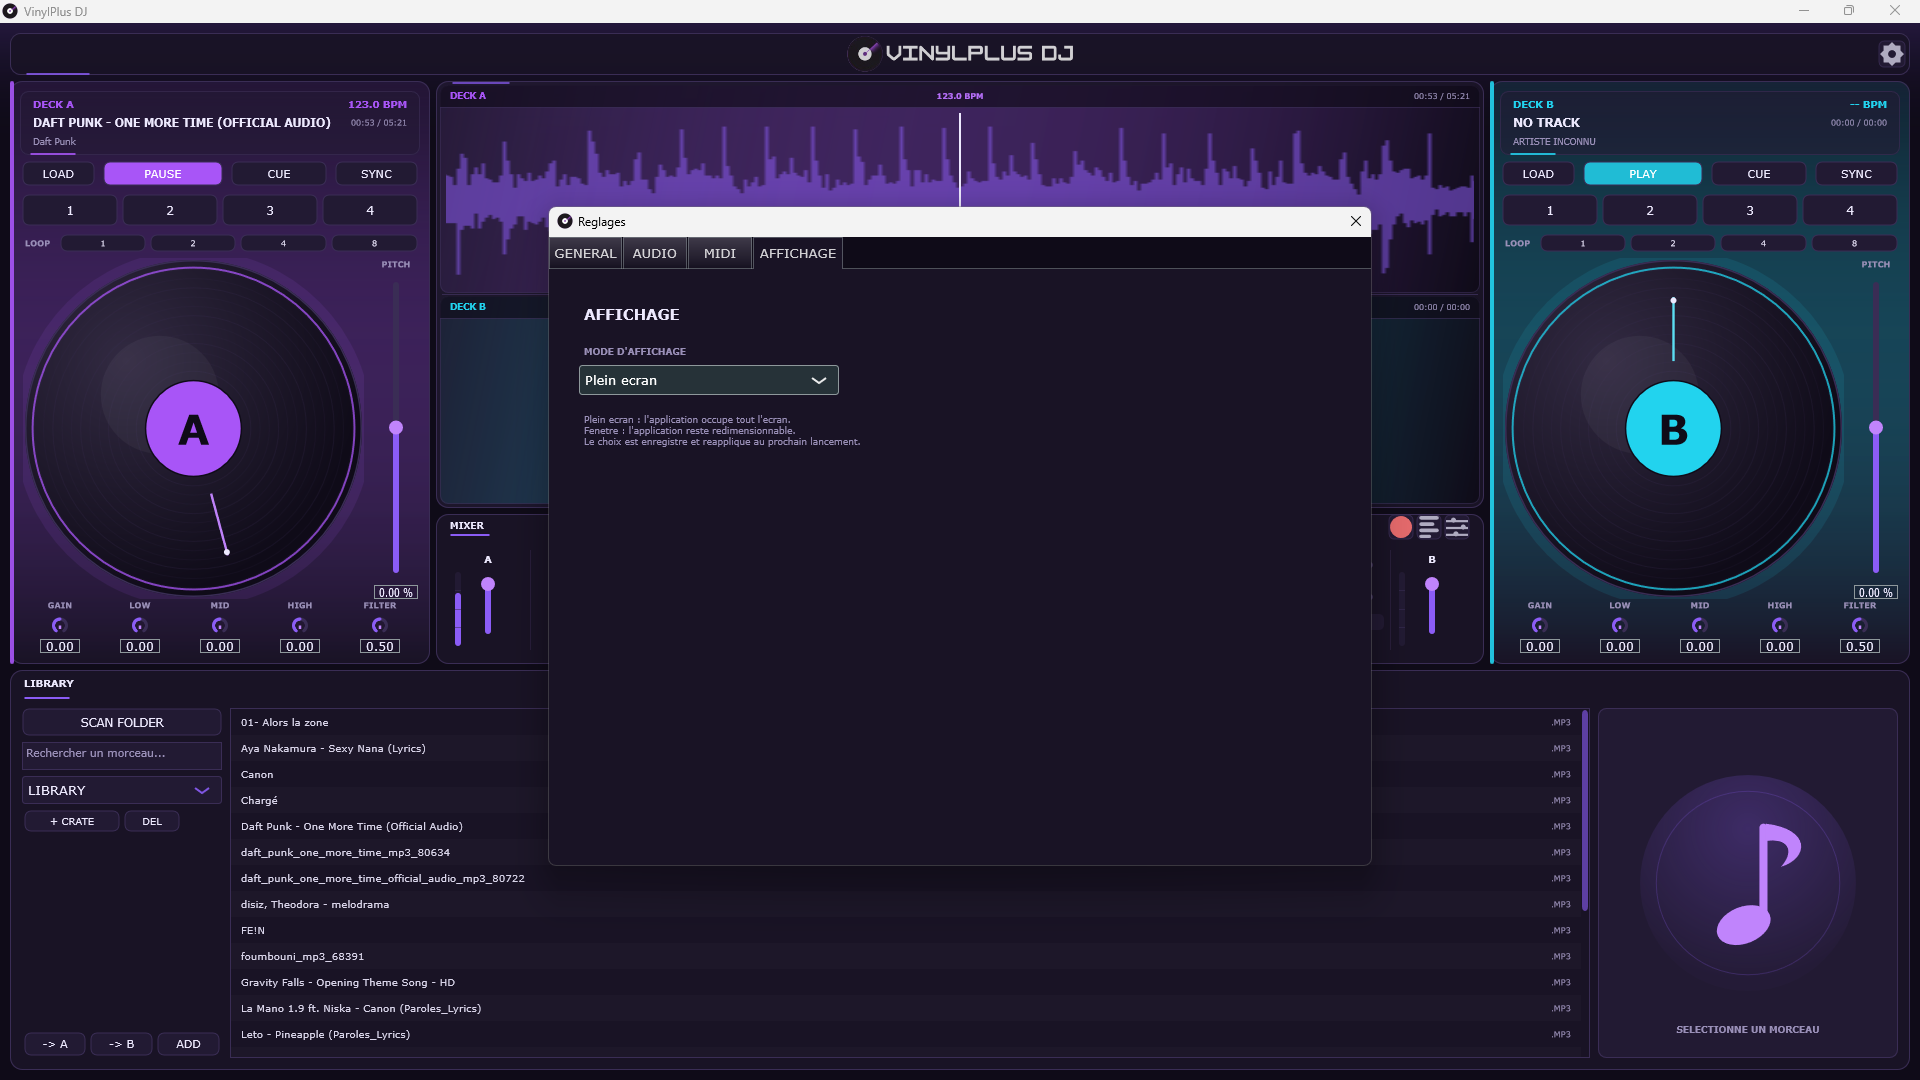 VinylPlus DJ
VINYLPLUS DJ
DECK A
123.0 BPM
DAFT PUNK - ONE MORE TIME (OFFICIAL AUDIO)
00:53 / 05:21
Daft Punk
LOAD
PAUSE
CUE
SYNC
1
2
3
4
LOOP
1
2
4
8
PITCH
A
0.00 %
GAIN
LOW
MID
HIGH
FILTER
0.00
0.00
0.00
0.00
0.50
DECK A
123.0 BPM
00:53 / 05:21
DECK B
00:00 / 00:00
MIXER
A
B
Reglages
GENERAL
AUDIO
MIDI
AFFICHAGE
AFFICHAGE
MODE D'AFFICHAGE
Plein ecran
Plein ecran : l'application occupe tout l'ecran.
Fenetre : l'application reste redimensionnable.
Le choix est enregistre et reapplique au prochain lancement.
DECK B
-- BPM
NO TRACK
00:00 / 00:00
ARTISTE INCONNU
LOAD
PLAY
CUE
SYNC
1
2
3
4
LOOP
1
2
4
8
PITCH
B
0.00 %
GAIN
LOW
MID
HIGH
FILTER
0.00
0.00
0.00
0.00
0.50
LIBRARY
SCAN FOLDER
Rechercher un morceau...
LIBRARY
+ CRATE
DEL
-> A
-> B
ADD
01- Alors la zone .MP3
Aya Nakamura - Sexy Nana (Lyrics) .MP3
Canon .MP3
Chargé .MP3
Daft Punk - One More Time (Official Audio) .MP3
daft_punk_one_more_time_mp3_80634 .MP3
daft_punk_one_more_time_official_audio_mp3_80722 .MP3
disiz, Theodora - melodrama .MP3
FE!N .MP3
foumbouni_mp3_68391 .MP3
Gravity Falls - Opening Theme Song - HD .MP3
La Mano 1.9 ft. Niska - Canon (Paroles_Lyrics) .MP3
Leto - Pineapple (Paroles_Lyrics) .MP3
SELECTIONNE UN MORCEAU